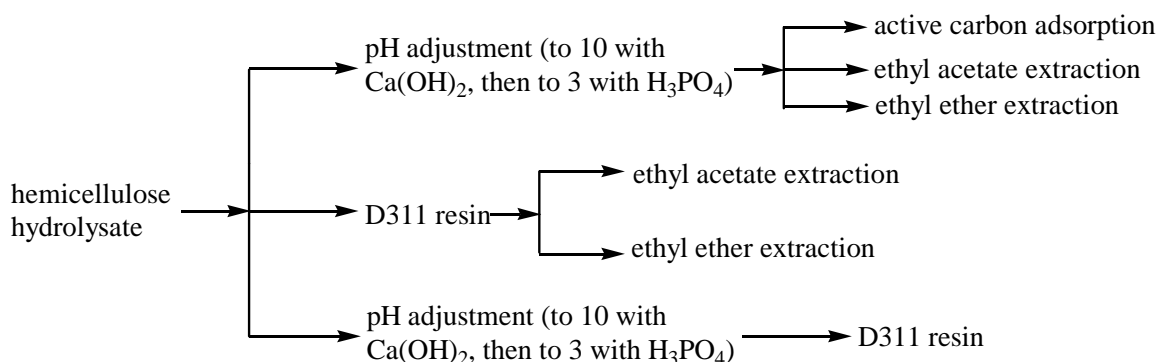 pH adjustment (to 10 with
Ca(OH)2, then to 3 with H3PO4)
active carbon adsorption
ethyl acetate extraction
ethyl ether extraction
hemicellulose
hydrolysate
D311 resin
ethyl acetate extraction
ethyl ether extraction
pH adjustment (to 10 with
Ca(OH)2, then to 3 with H3PO4)
D311 resin